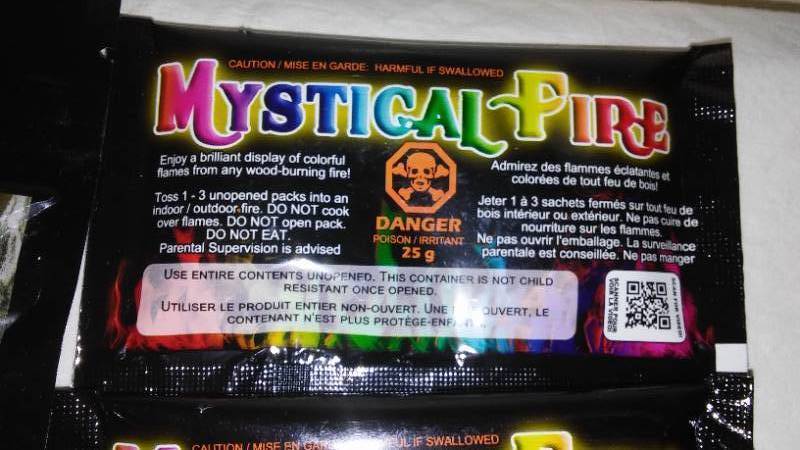 CAUTION / MISE EN GARDE: HARMFUL IF SWALLOWED
MYSTICAL FIRE
Enjoy a brilliant display of colorful
flames from any wood-burning fire!
Toss 1 - 3 unopened packs into an
indoor / outdoor fire. DO NOT cook
over flames. DO NOT open pack.
DO NOT EAT.
Parental Supervision is advised
DANGER
POISON / IRRITANT
25 g
Admirez des flammes éclatantes et
colorées de tout feu de bois!
Jeter 1 à 3 sachets fermés sur tout feu de
bois intérieur ou extérieur. Ne pas cuire de
nourriture sur les flammes.
Ne pas ouvrir l'emballage. La surveillance
parentale est conseillée. Ne pas manger
USE ENTIRE CONTENTS UNOPENED. THIS CONTAINER IS NOT CHILD
RESISTANT ONCE OPENED.
UTILISER LE PRODUIT ENTIER NON-OUVERT. UNE OUVERT, LE
CONTENANT N'EST PLUS PROTÈGE-ENFA
SCAN FOR VIDEO!
CAUTION / MISE EN SWALLOWED